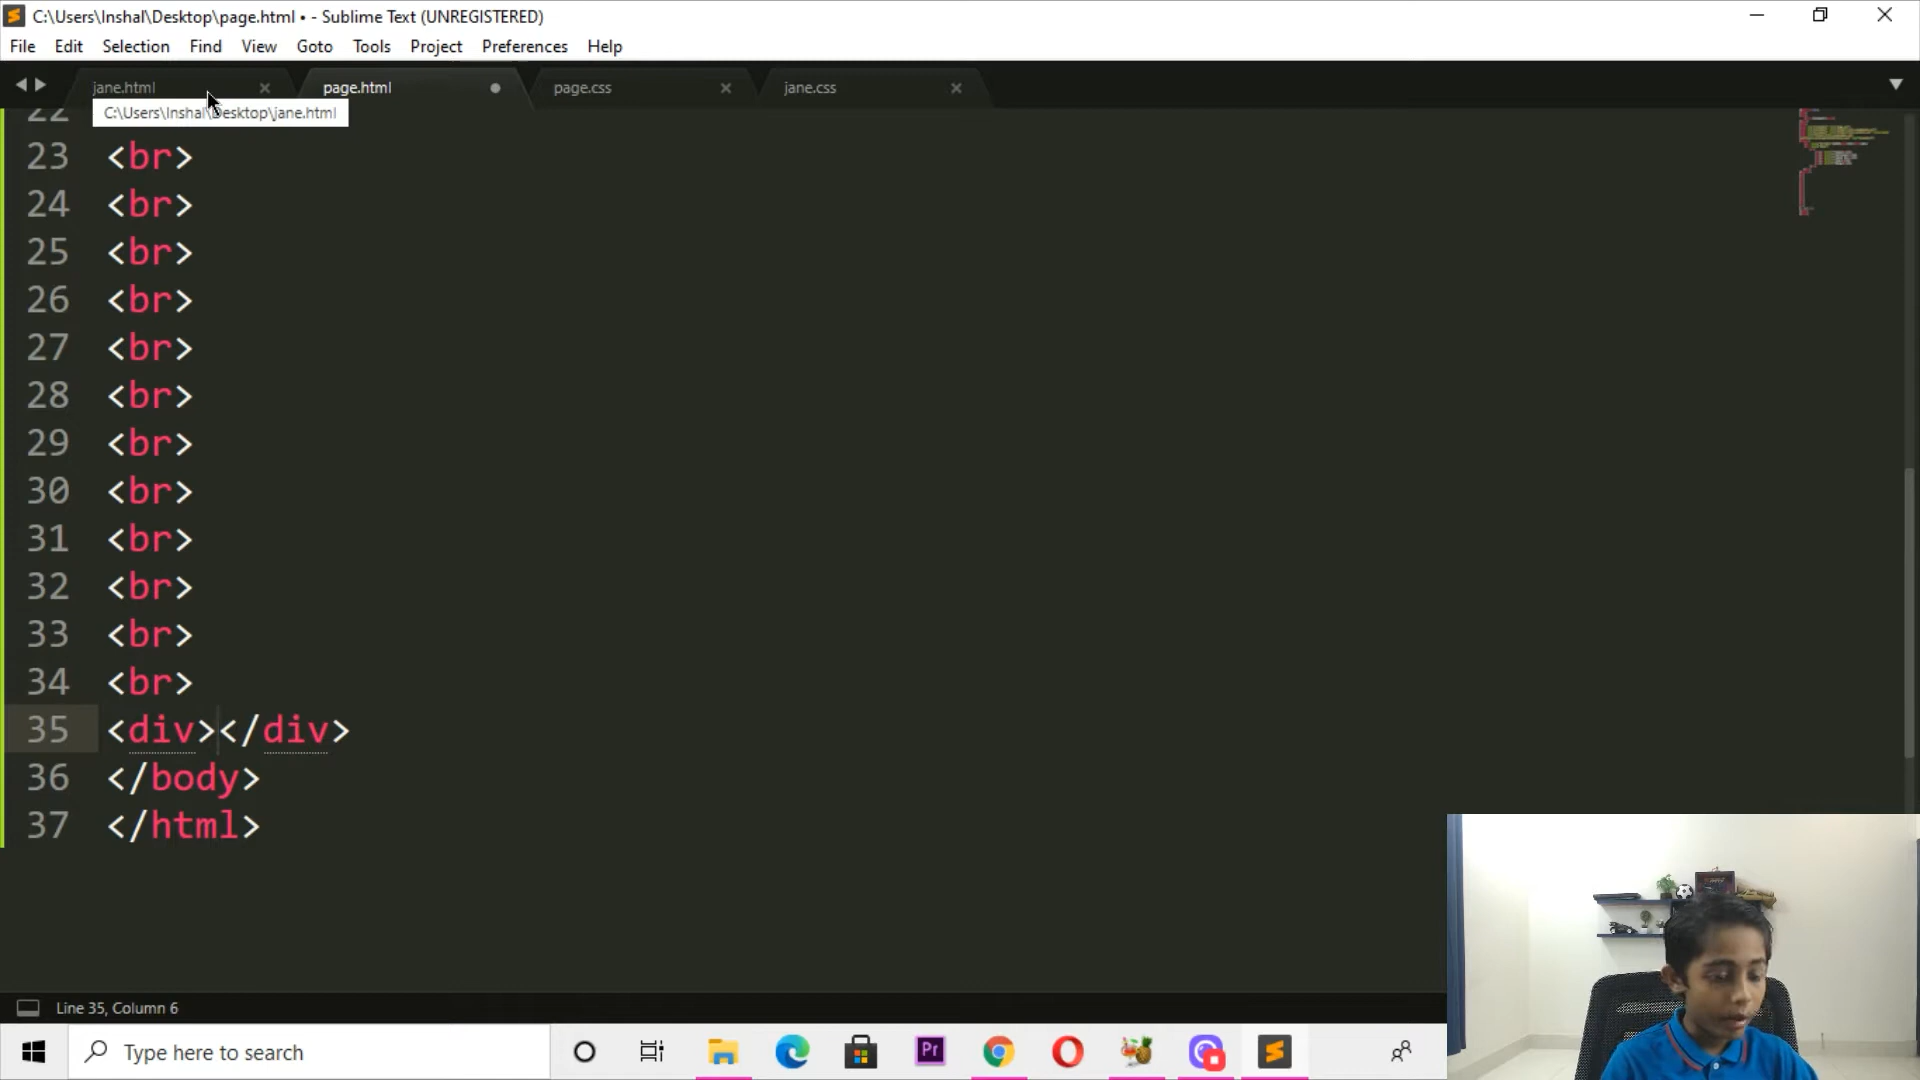 C:\Users\Inshal\Desktop\page.html • - Sublime Text (UNREGISTERED)
File Edit Selection Find View Goto Tools Project Preferences Help
jane.html page.html page.css jane.css
C:\Users\Inshal\Desktop\jane.html
22
23 <br>
24 <br>
25 <br>
26 <br>
27 <br>
28 <br>
29 <br>
30 <br>
31 <br>
32 <br>
33 <br>
34 <br>
35 <div></div>
36 </body>
37 </html>
Line 35, Column 6
Type here to search
Pr